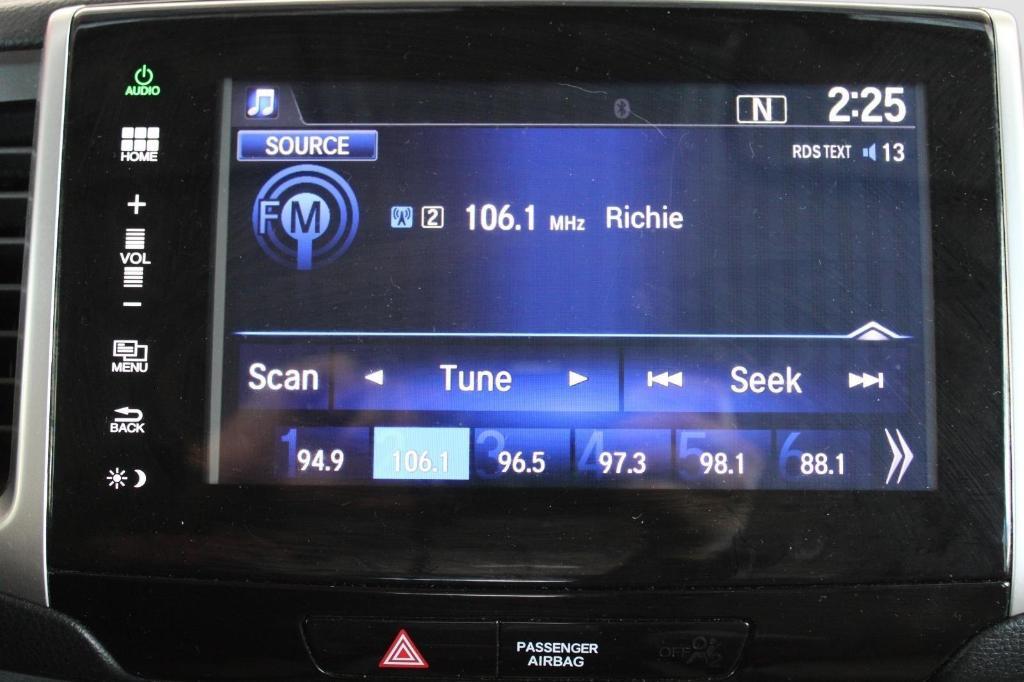 AUDIO
HOME
+
VOL
−
MENU
BACK
N 2:25
SOURCE
RDS TEXT 13
FM
2 106.1 MHz Richie
Scan
Tune
Seek
1 94.9
2 106.1
3 96.5
4 97.3
5 98.1
6 88.1
PASSENGER
AIRBAG
OFF